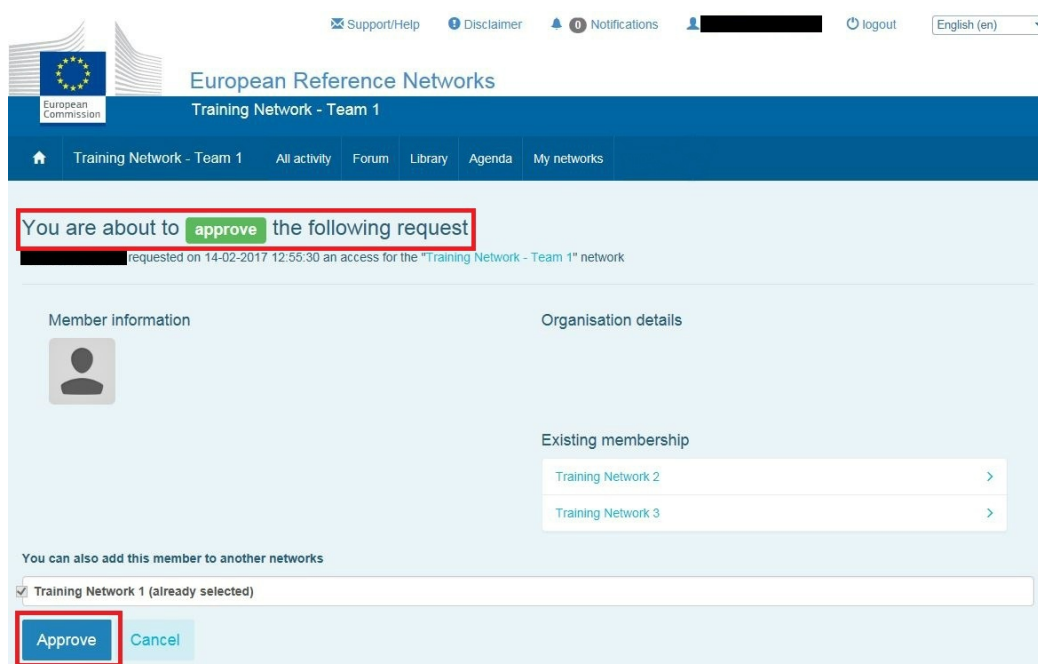 Support/Help Disclaimer 0 Notifications logout English (en)
European Reference Networks
European
Commission
Training Network - Team 1
Training Network - Team 1 All activity Forum Library Agenda My networks
You are about to approve the following request
requested on 14-02-2017 12:55:30 an access for the "Training Network - Team 1" network
Member information
Organisation details
Existing membership
Training Network 2
Training Network 3
You can also add this member to another networks
Training Network 1 (already selected)
Approve Cancel